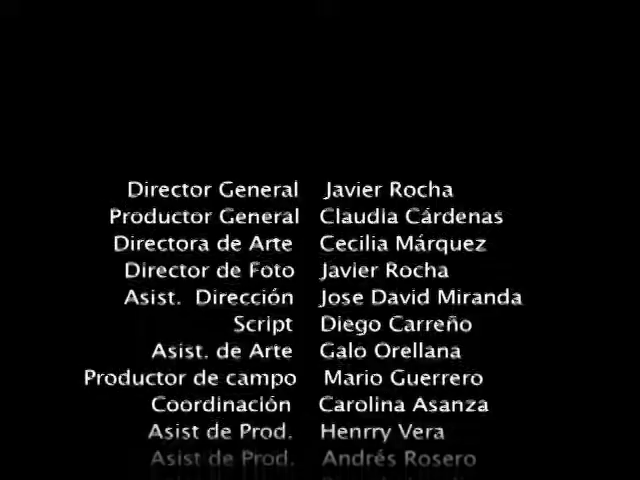 Director General Javier Rocha
Productor General Claudia Cárdenas
Directora de Arte Cecilia Márquez
Director de Foto Javier Rocha
Asist. Dirección Jose David Miranda
Script Diego Carreño
Asist. de Arte Galo Orellana
Productor de campo Mario Guerrero
Coordinación Carolina Asanza
Asist de Prod. Henrry Vera
Asist de Prod. Andrés Rosero